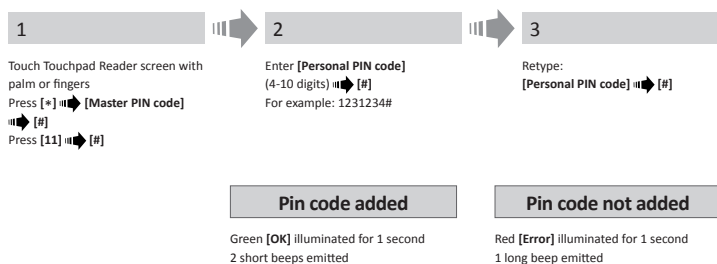 1
Touch Touchpad Reader screen with
palm or fingers
Press [*] [Master PIN code]
[#]
Press [11] [#]
2
Enter [Personal PIN code]
(4-10 digits) [#]
For example: 1231234#
3
Retype:
[Personal PIN code] [#]
Pin code added
Green [OK] illuminated for 1 second
2 short beeps emitted
Pin code not added
Red [Error] illuminated for 1 second
1 long beep emitted